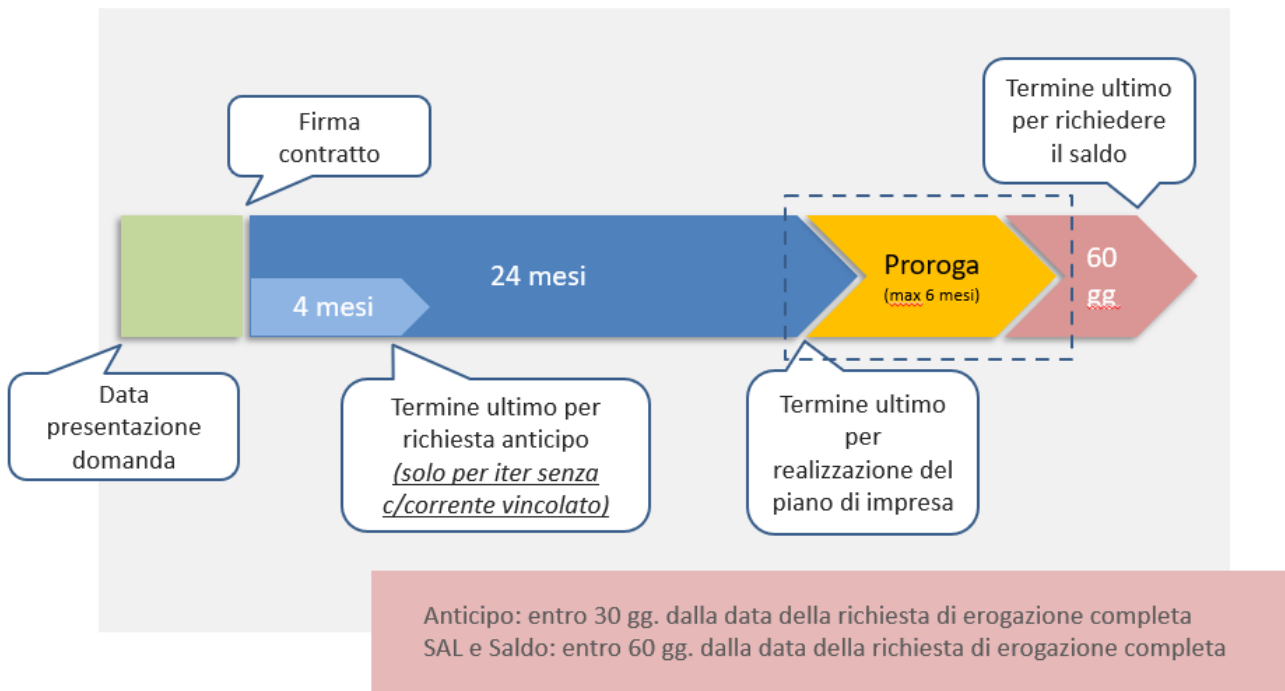 Termine ultimo
per richiedere
il saldo
Firma
contratto
24 mesi
4 mesi
Proroga
(max 6 mesi)
60
gg
Data
presentazione
domanda
Termine ultimo per
richiesta anticipo
(solo per iter senza
c/corrente vincolato)
Termine ultimo
per
realizzazione del
piano di impresa
Anticipo: entro 30 gg. dalla data della richiesta di erogazione completa
SAL e Saldo: entro 60 gg. dalla data della richiesta di erogazione completa